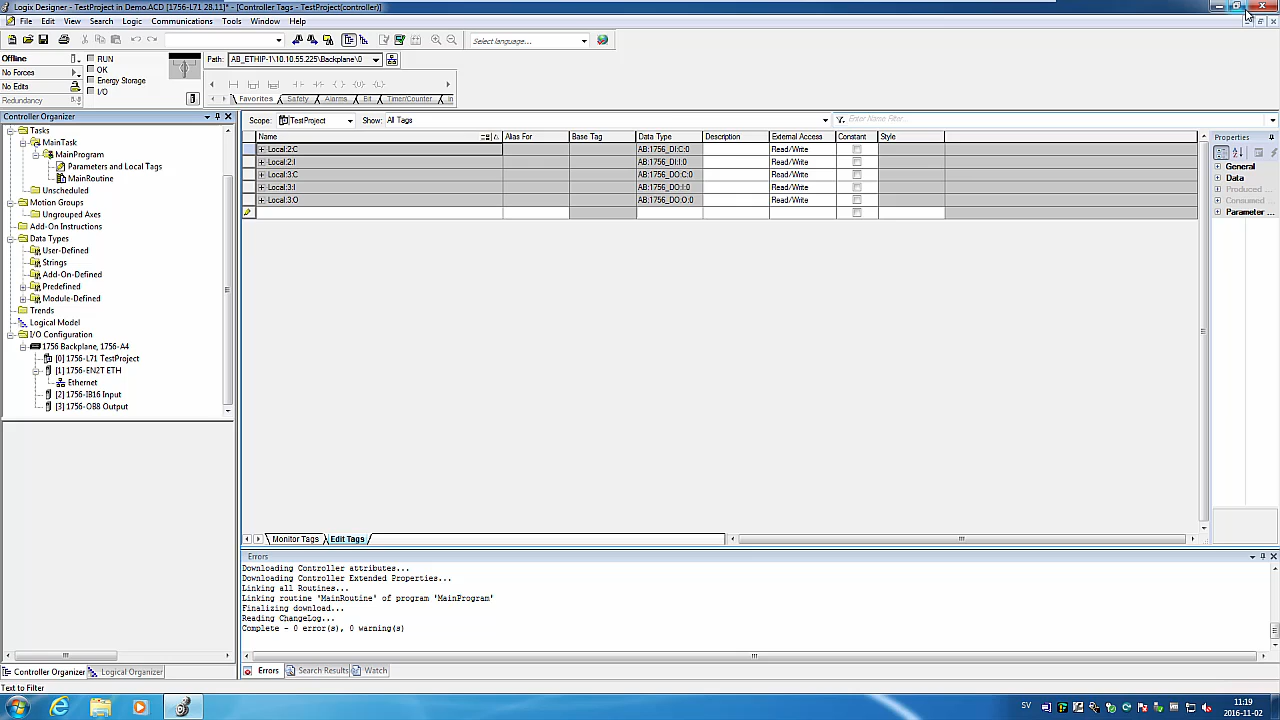 Logix Designer - TestProject in Demo.ACD [1756-L71 28.11]* - [Controller Tags - TestProject(controller)]
File Edit View Search Logic Communications Tools Window Help
Select language...
Offline RUN
No Forces OK
No Edits Energy Storage
Redundancy I/O
Path: AB_ETHIP-1\10.10.55.225\Backplane\0
Favorites Safety Alarms Bit Timer/Counter In
Controller Organizer
Tasks
MainTask
MainProgram
Parameters and Local Tags
MainRoutine
Unscheduled
Motion Groups
Ungrouped Axes
Add-On Instructions
Data Types
User-Defined
Strings
Add-On-Defined
Predefined
Module-Defined
Trends
Logical Model
I/O Configuration
1756 Backplane, 1756-A4
[0] 1756-L71 TestProject
[1] 1756-EN2T ETH
Ethernet
[2] 1756-IB16 Input
[3] 1756-OB8 Output
Controller Organizer Logical Organizer
Scope: TestProject Show: All Tags Enter Name Filter...
Name Alias For Base Tag Data Type Description External Access Constant Style
Local:2:C AB:1756_DI:C:0 Read/Write
Local:2:I AB:1756_DI:I:0 Read/Write
Local:3:C AB:1756_DO:C:0 Read/Write
Local:3:I AB:1756_DO:I:0 Read/Write
Local:3:O AB:1756_DO:O:0 Read/Write
Monitor Tags Edit Tags
Properties
General
Data
Produced ...
Consumed ...
Parameter ...
Errors
Downloading Controller attributes...
Downloading Controller Extended Properties...
Linking all Routines...
Linking routine 'MainRoutine' of program 'MainProgram'
Finalizing download...
Reading ChangeLog...
Complete - 0 error(s), 0 warning(s)
Errors Search Results Watch
Text to Filter
SV
11:19
2016-11-02